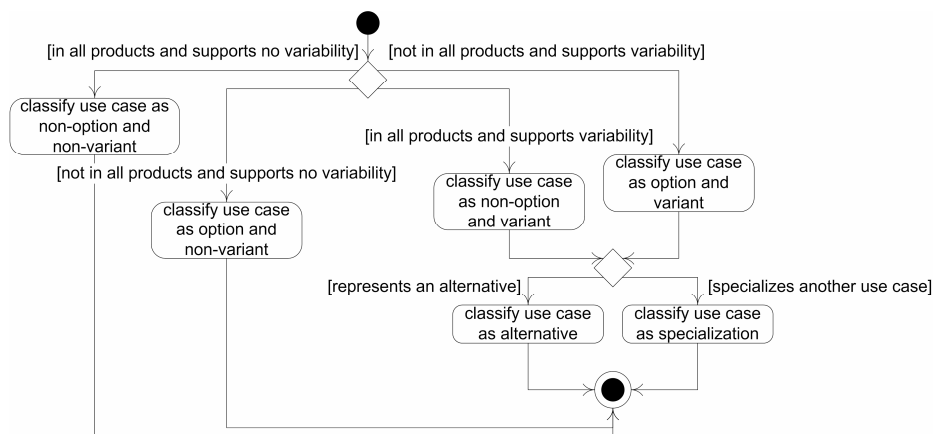 [in all products and supports no variability]
[not in all products and supports variability]
classify use case as
non-option and
non-variant
[in all products and supports variability]
[not in all products and supports no variability]
classify use case
as option and
variant
classify use case
as non-option
and variant
classify use case
as option and
non-variant
[represents an alternative]
[specializes another use case]
classify use case
as alternative
classify use case
as specialization